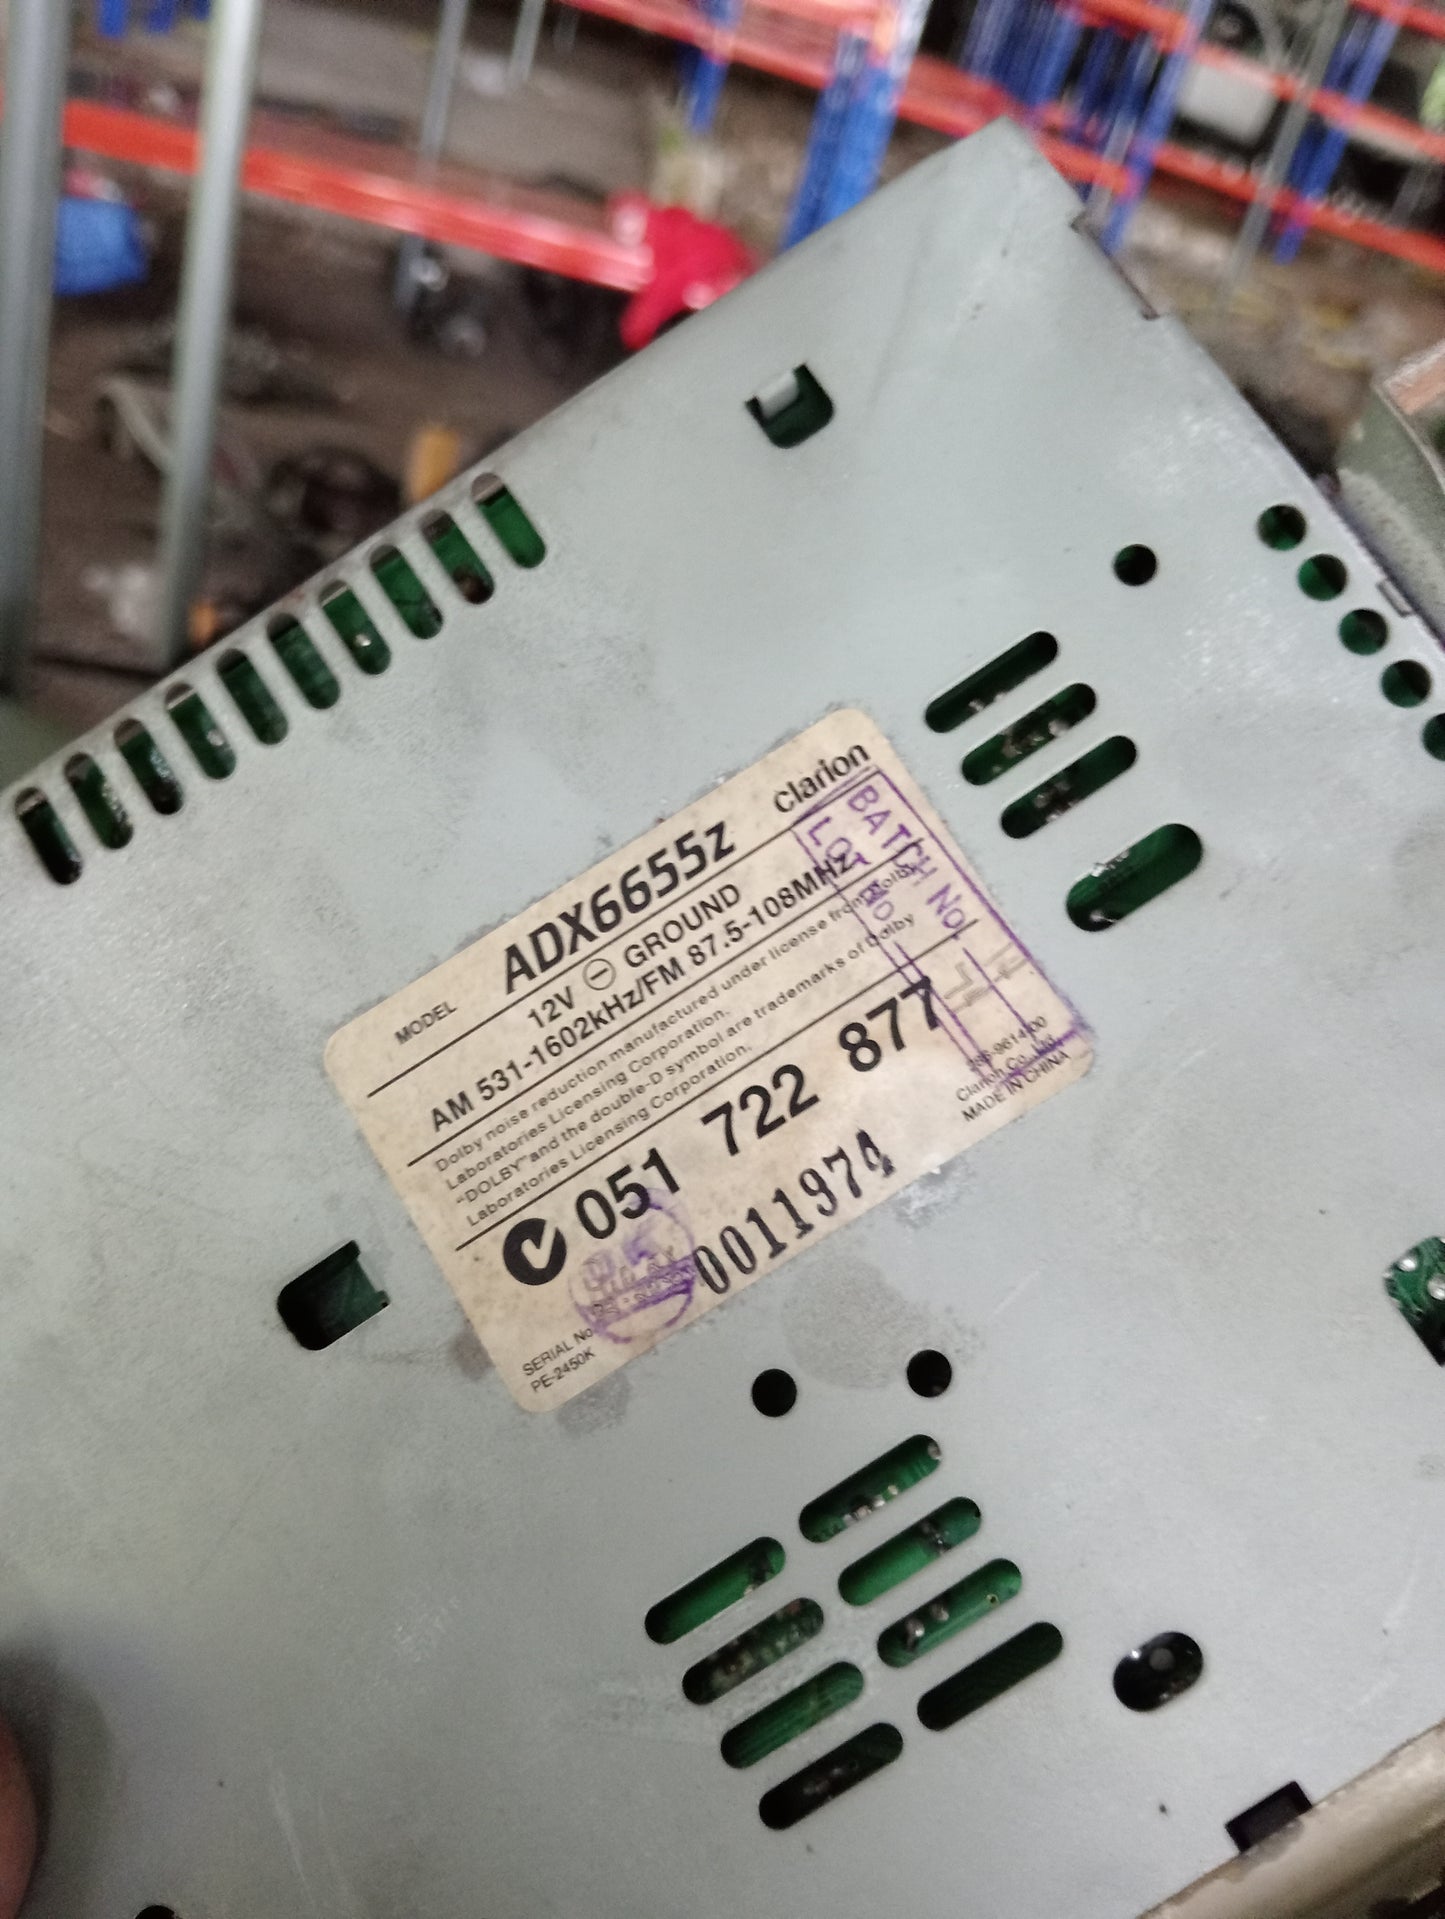 clarion
MODEL ADX6655z
12V ⊖ GROUND
AM 531-1602kHz/FM 87.5-108MHz
Dolby noise reduction manufactured under license from Dolby
Laboratories Licensing Corporation.
"DOLBY"and the double-D symbol are trademarks of Dolby
Laboratories Licensing Corporation.
051 722 877
BATCH No.
LOT No.
Clarion Co., Ltd.
MADE IN CHINA
SERIAL No.
0011974
PE-2450K